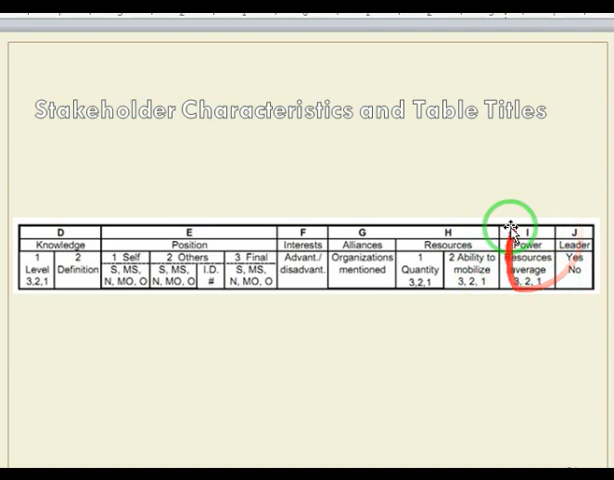 Stakeholder Characteristics and Table Titles
D E F G H I J
Knowledge Position Interests Alliances Resources Power Leader
1 2 1 Self 2 Others 3 Final Advant./ Organizations 1 2 Ability to Resources Yes
Level Definition S, MS, S, MS, I.D. S, MS, disadvant. mentioned Quantity mobilize average No
3,2,1 N, MO, O N, MO, O # N, MO, O 3,2,1 3, 2, 1 3, 2, 1